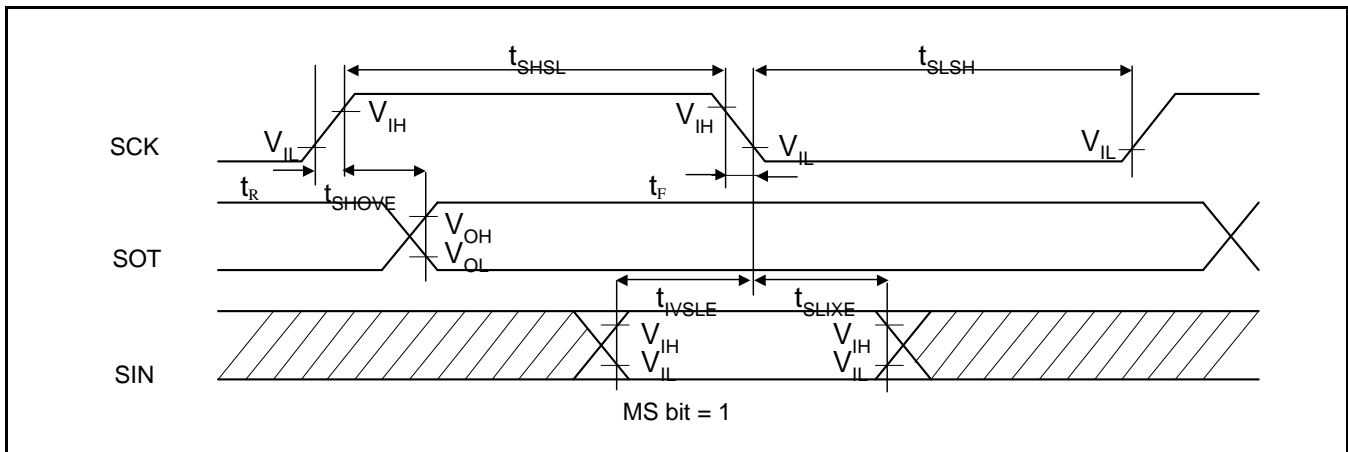 tSHSL
tSLSH
VIH
VIH
SCK
VIL
VIL
VIL
tR
tSHOVE
tF
VOH
SOT
VOL
tIVSLE
tSLIXE
VIH
VIH
SIN
VIL
VIL
MS bit = 1